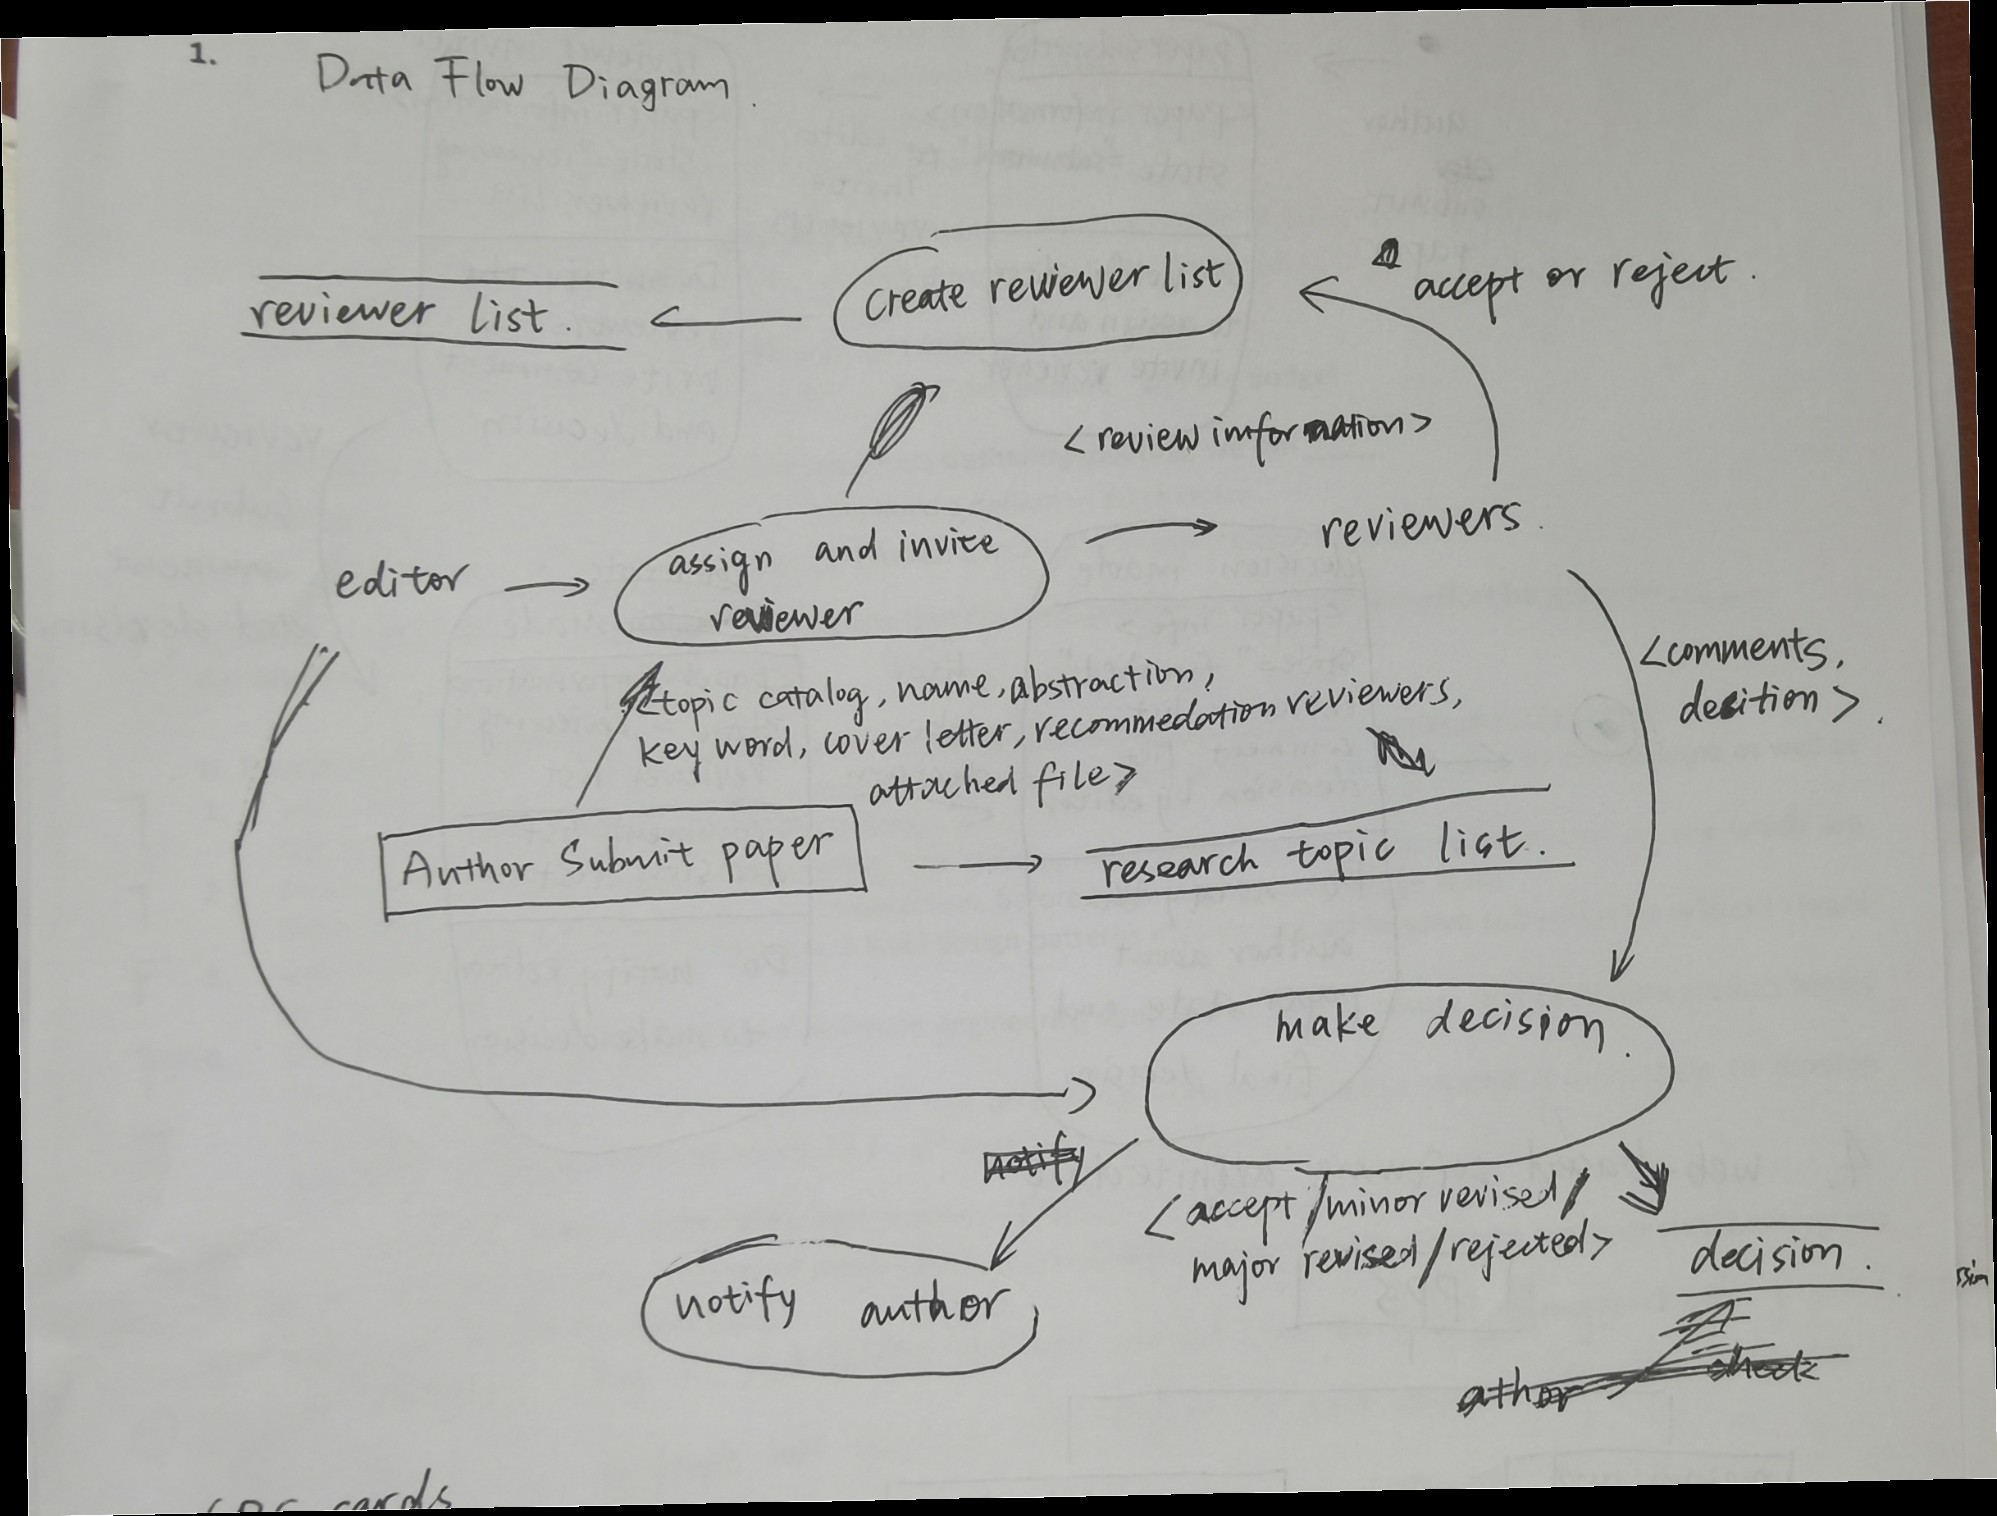 1. Data Flow Diagram.
reviewer list.
create reviewer list
accept or reject.
<review information>
editor
assign and invite
reviewer
reviewers.
<comments,
decition>.
<topic catalog, name, abstraction,
key word, cover letter, recommedation reviewers,
attached file>
Author Submit paper
research topic list.
make decision.
notify
<accept/minor revised/
major revised/rejected>
decision.
notify author
athor
check
cards